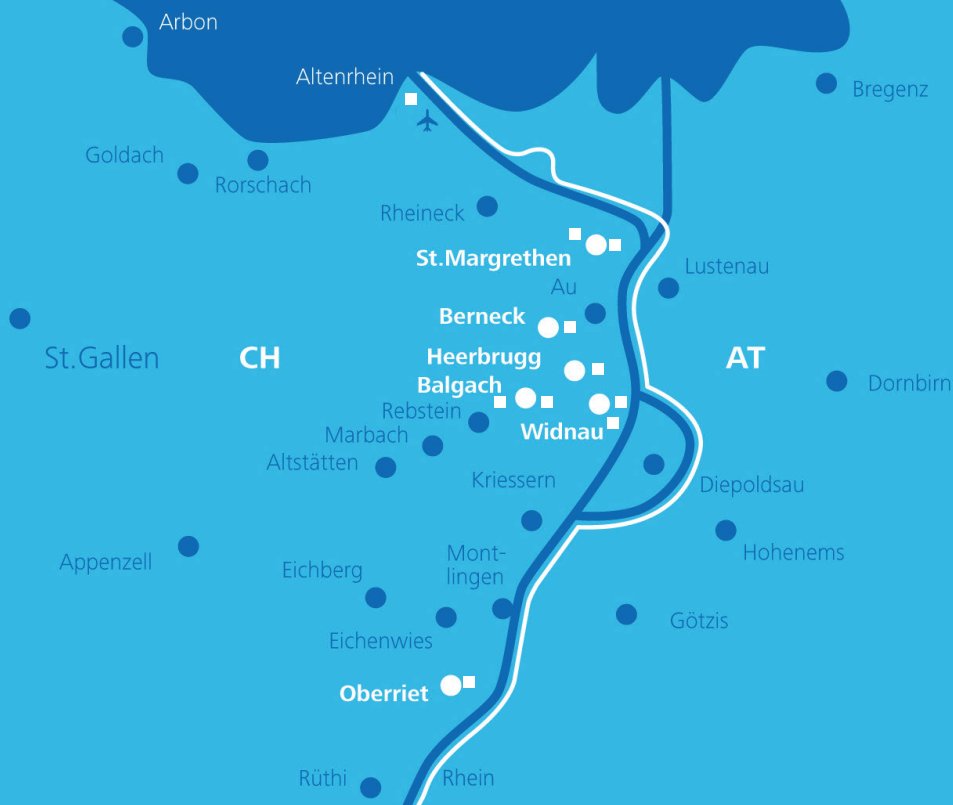 Arbon
Altenrhein
Bregenz
Goldach
Rorschach
Rheineck
St.Margrethen
Lustenau
Au
Berneck
St.Gallen
CH
Heerbrugg
AT
Balgach
Dornbirn
Rebstein
Widnau
Marbach
Altstätten
Kriessern
Diepoldsau
Hohenems
Appenzell
Mont-
lingen
Eichberg
Götzis
Eichenwies
Oberriet
Rüthi
Rhein